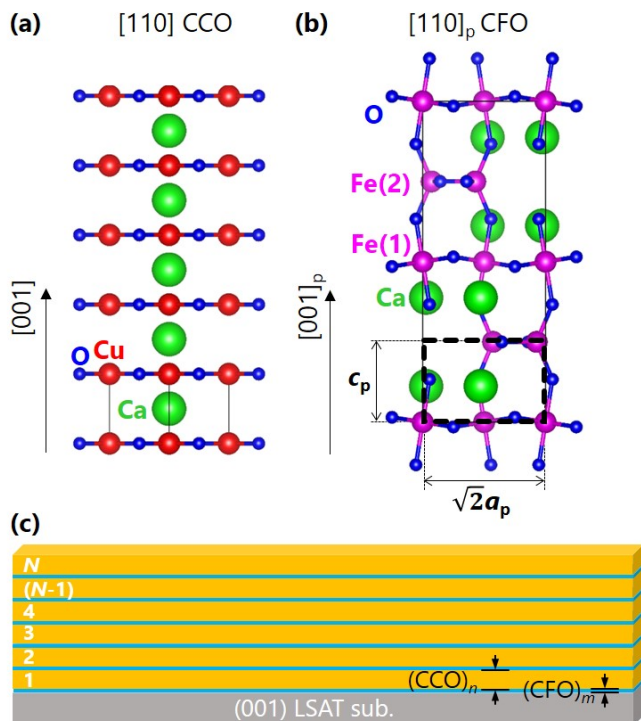 (a) [110] CCO
[001]
O Cu
Ca
(b) [110]p CFO
O
Fe(2)
Fe(1)
Ca
[001]p
cp
√2ap
(c)
N
(N-1)
4
3
2
1
(CCO)n
(CFO)m
(001) LSAT sub.